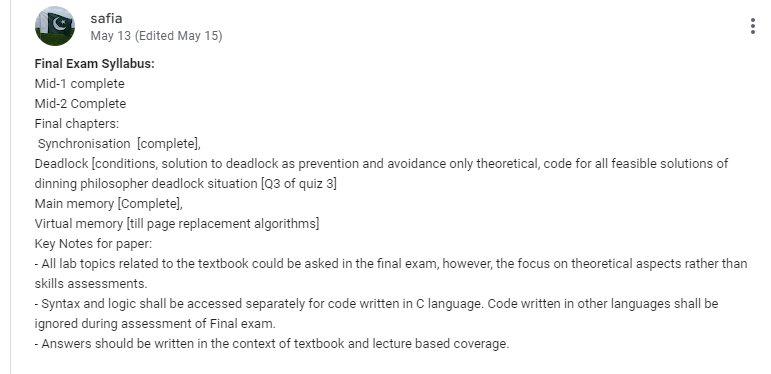 safia
May 13 (Edited May 15)
Final Exam Syllabus:
Mid-1 complete
Mid-2 Complete
Final chapters:
Synchronisation [complete],
Deadlock [conditions, solution to deadlock as prevention and avoidance only theoretical, code for all feasible solutions of
dinning philosopher deadlock situation [Q3 of quiz 3]
Main memory [Complete],
Virtual memory [till page replacement algorithms]
Key Notes for paper:
- All lab topics related to the textbook could be asked in the final exam, however, the focus on theoretical aspects rather than
skills assessments.
- Syntax and logic shall be accessed separately for code written in C language. Code written in other languages shall be
ignored during assessment of Final exam.
- Answers should be written in the context of textbook and lecture based coverage.